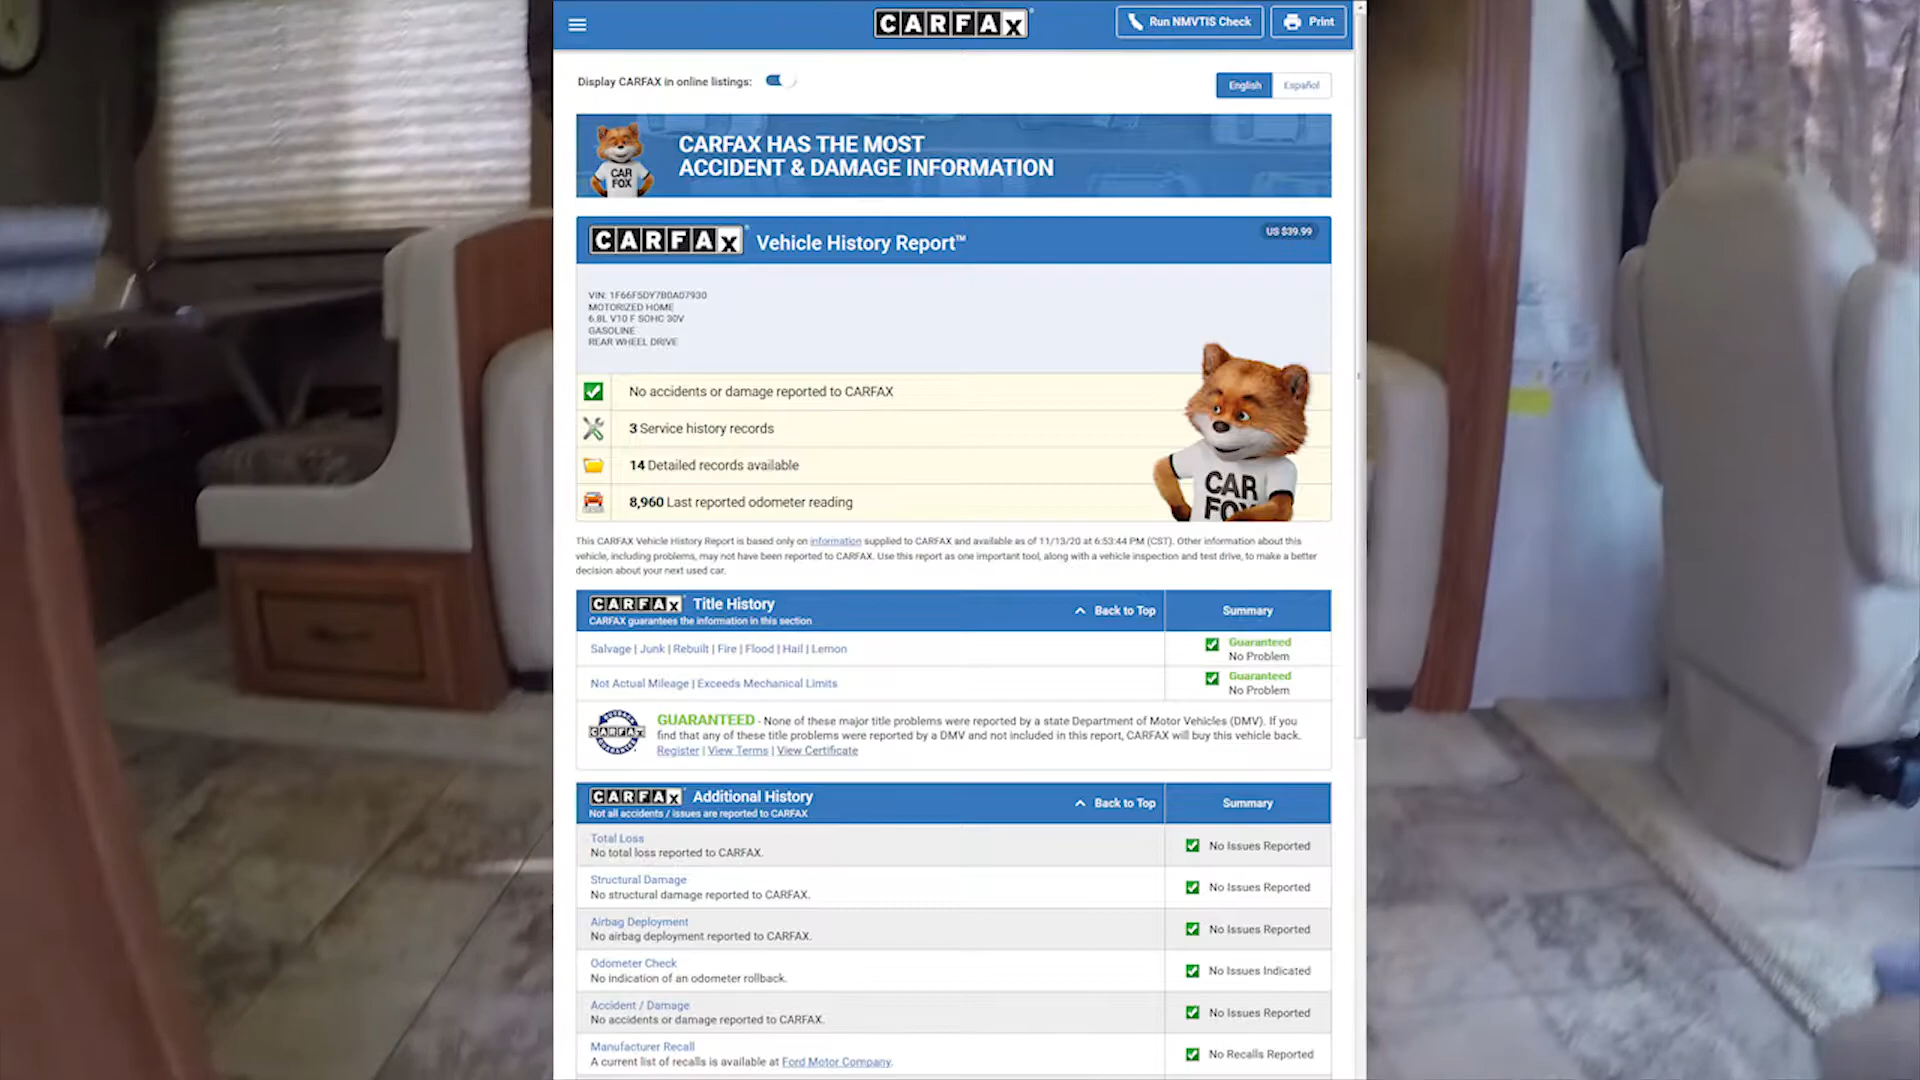 CARFAX
Run NMVTIS Check
Print
Display CARFAX in online listings:
English
Español
CAR
FOX
CARFAX HAS THE MOST
ACCIDENT & DAMAGE INFORMATION
CARFAX Vehicle History Report™
US $39.99
VIN: 1F66F5DY7B0A07930
MOTORIZED HOME
6.8L V10 F SOHC 30V
GASOLINE
REAR WHEEL DRIVE
No accidents or damage reported to CARFAX
3 Service history records
14 Detailed records available
8,960 Last reported odometer reading
CAR
FOX
This CARFAX Vehicle History Report is based only on information supplied to CARFAX and available as of 11/13/20 at 6:53:44 PM (CST). Other information about this
vehicle, including problems, may not have been reported to CARFAX. Use this report as one important tool, along with a vehicle inspection and test drive, to make a better
decision about your next used car.
CARFAX Title History
CARFAX guarantees the information in this section
Back to Top
Summary
Salvage | Junk | Rebuilt | Fire | Flood | Hail | Lemon
Guaranteed
No Problem
Not Actual Mileage | Exceeds Mechanical Limits
Guaranteed
No Problem
CARFAX
GUARANTEED - None of these major title problems were reported by a state Department of Motor Vehicles (DMV). If you
find that any of these title problems were reported by a DMV and not included in this report, CARFAX will buy this vehicle back.
Register | View Terms | View Certificate
CARFAX Additional History
Not all accidents / issues are reported to CARFAX
Back to Top
Summary
Total Loss
No total loss reported to CARFAX.
No Issues Reported
Structural Damage
No structural damage reported to CARFAX.
No Issues Reported
Airbag Deployment
No airbag deployment reported to CARFAX.
No Issues Reported
Odometer Check
No indication of an odometer rollback.
No Issues Indicated
Accident / Damage
No accidents or damage reported to CARFAX.
No Issues Reported
Manufacturer Recall
A current list of recalls is available at Ford Motor Company.
No Recalls Reported